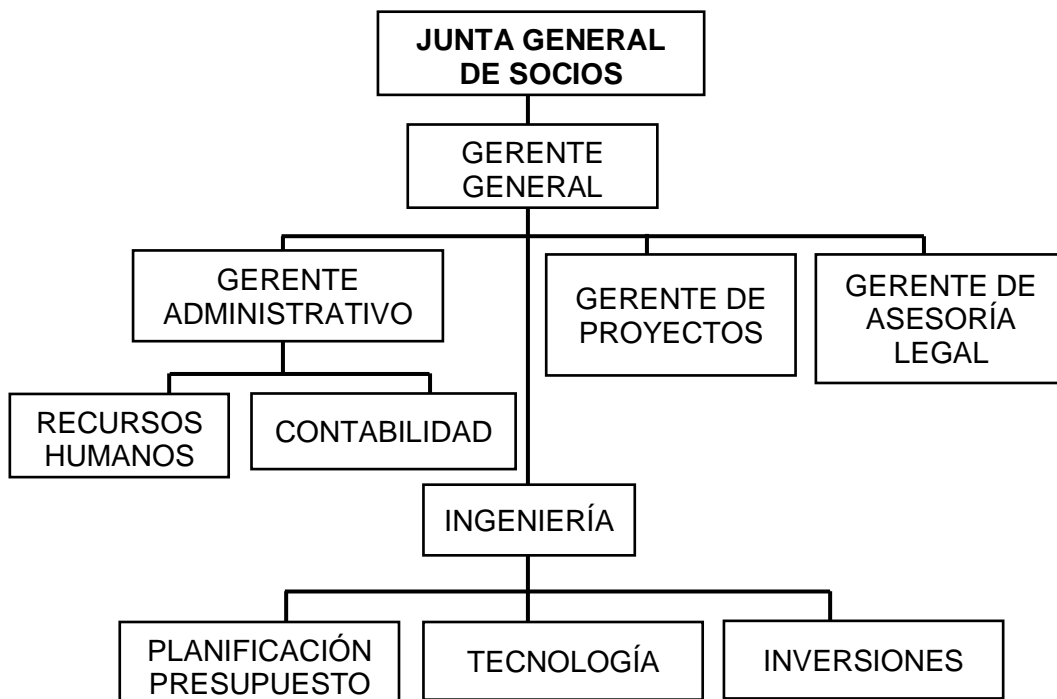 JUNTA GENERAL
DE SOCIOS
GERENTE
GENERAL
GERENTE
ADMINISTRATIVO
GERENTE DE
PROYECTOS
GERENTE DE
ASESORÍA
LEGAL
RECURSOS
HUMANOS
CONTABILIDAD
INGENIERÍA
PLANIFICACIÓN
PRESUPUESTO
TECNOLOGÍA
INVERSIONES